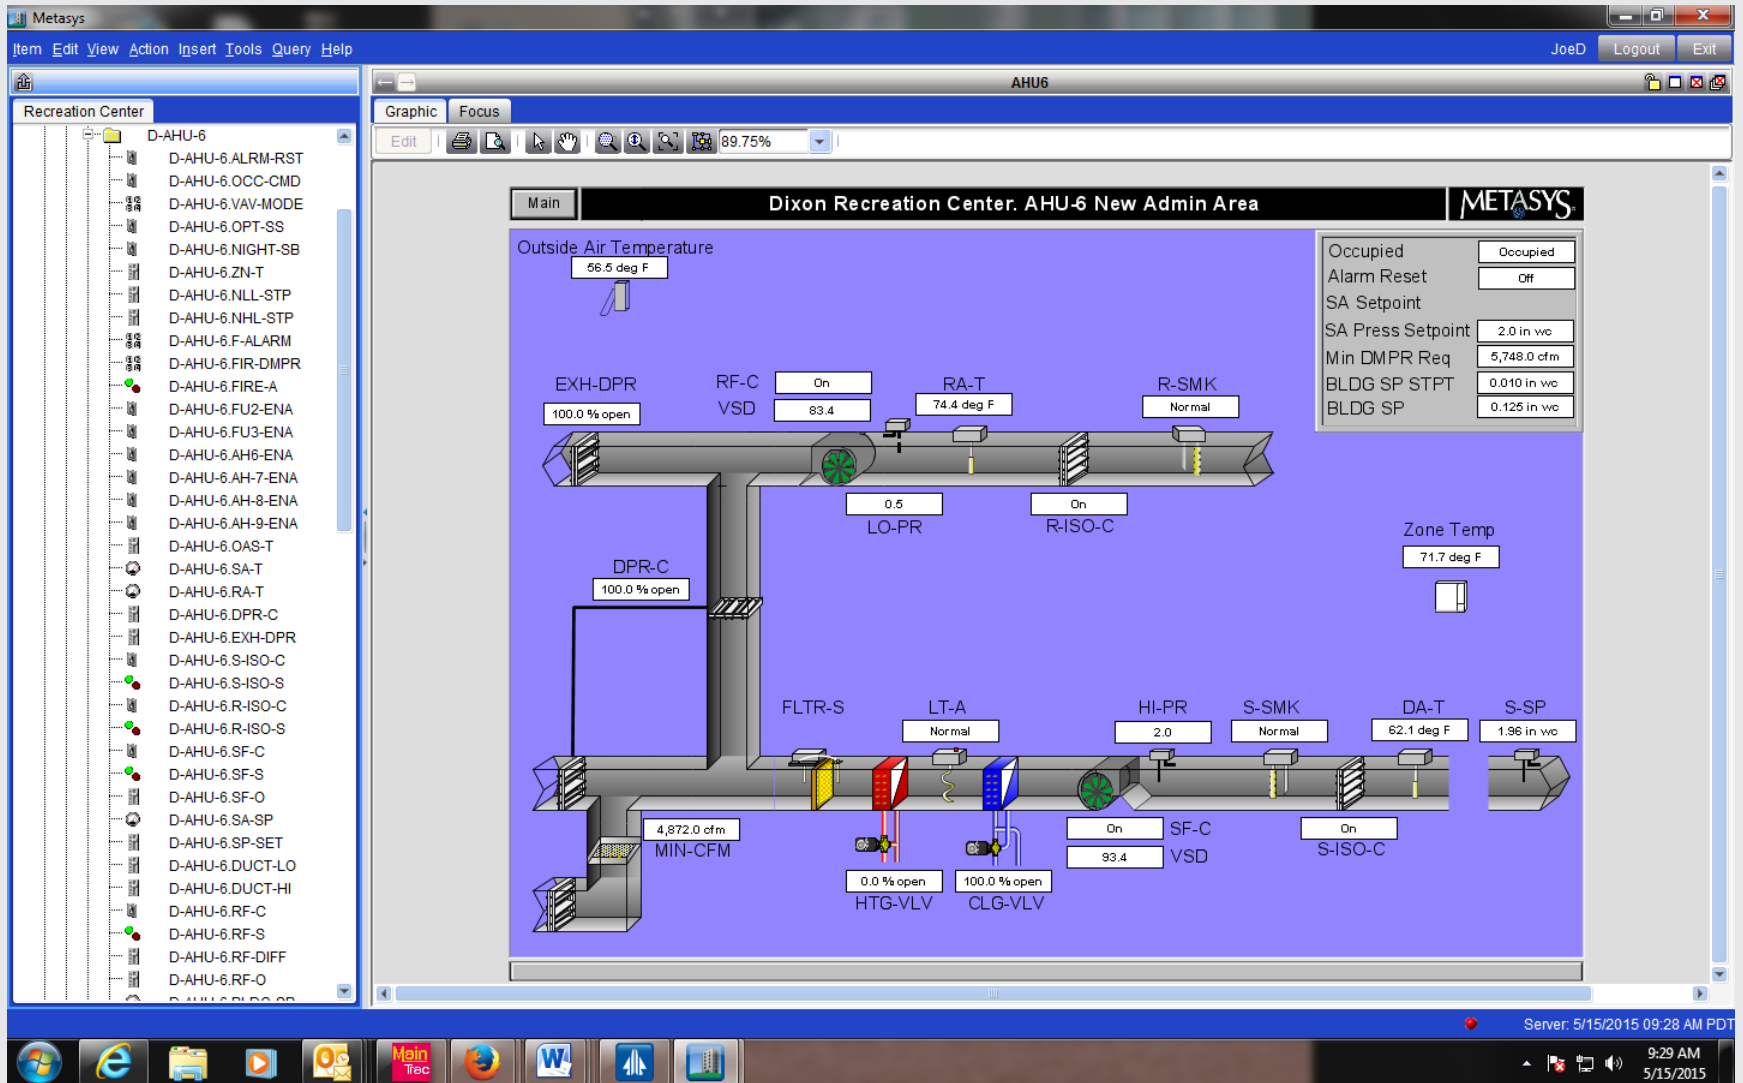 Metasys
Item Edit View Action Insert Tools Query Help
JoeD Logout Exit
AHU6
Recreation Center
Graphic Focus
Edit 89.75%
D-AHU-6
D-AHU-6.ALRM-RST
D-AHU-6.OCC-CMD
D-AHU-6.VAV-MODE
D-AHU-6.OPT-SS
D-AHU-6.NIGHT-SB
D-AHU-6.ZN-T
D-AHU-6.NLL-STP
D-AHU-6.NHL-STP
D-AHU-6.F-ALARM
D-AHU-6.FIR-DMPR
D-AHU-6.FIRE-A
D-AHU-6.FU2-ENA
D-AHU-6.FU3-ENA
D-AHU-6.AH6-ENA
D-AHU-6.AH-7-ENA
D-AHU-6.AH-8-ENA
D-AHU-6.AH-9-ENA
D-AHU-6.OAS-T
D-AHU-6.SA-T
D-AHU-6.RA-T
D-AHU-6.DPR-C
D-AHU-6.EXH-DPR
D-AHU-6.S-ISO-C
D-AHU-6.S-ISO-S
D-AHU-6.R-ISO-C
D-AHU-6.R-ISO-S
D-AHU-6.SF-C
D-AHU-6.SF-S
D-AHU-6.SF-O
D-AHU-6.SA-SP
D-AHU-6.SP-SET
D-AHU-6.DUCT-LO
D-AHU-6.DUCT-HI
D-AHU-6.RF-C
D-AHU-6.RF-S
D-AHU-6.RF-DIFF
D-AHU-6.RF-O
Main
Dixon Recreation Center. AHU-6 New Admin Area
METASYS
Outside Air Temperature
56.5 deg F
Occupied Occupied
Alarm Reset Off
SA Setpoint
SA Press Setpoint 2.0 in wc
Min DMPR Req 5,748.0 cfm
BLDG SP STPT 0.010 in wc
BLDG SP 0.125 in wc
EXH-DPR
100.0 % open
RF-C On
VSD 83.4
RA-T
74.4 deg F
R-SMK
Normal
0.5
LO-PR
On
R-ISO-C
Zone Temp
71.7 deg F
DPR-C
100.0 % open
FLTR-S
LT-A
Normal
HI-PR
2.0
S-SMK
Normal
DA-T
62.1 deg F
S-SP
1.96 in wc
4,872.0 cfm
MIN-CFM
On SF-C
93.4 VSD
On
S-ISO-C
0.0 % open
HTG-VLV
100.0 % open
CLG-VLV
Server: 5/15/2015 09:28 AM PDT
Main
Trac
9:29 AM
5/15/2015